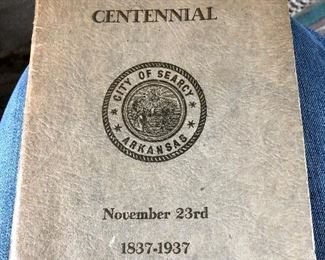 CENTENNIAL
CITY OF SEARCY
ARKANSAS
November 23rd
1837-1937